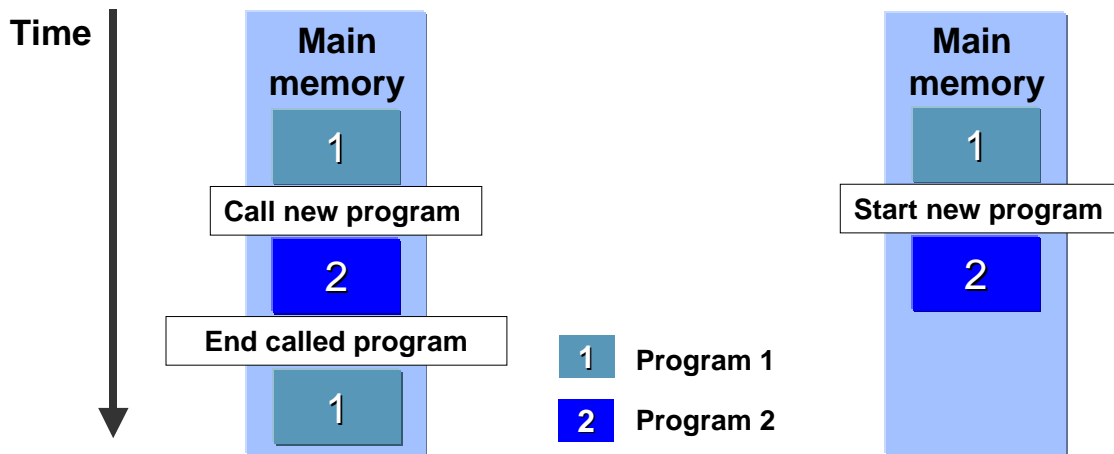 Time
Main
memory
1
Call new program
2
End called program
1
1 Program 1
2 Program 2
Main
memory
1
Start new program
2